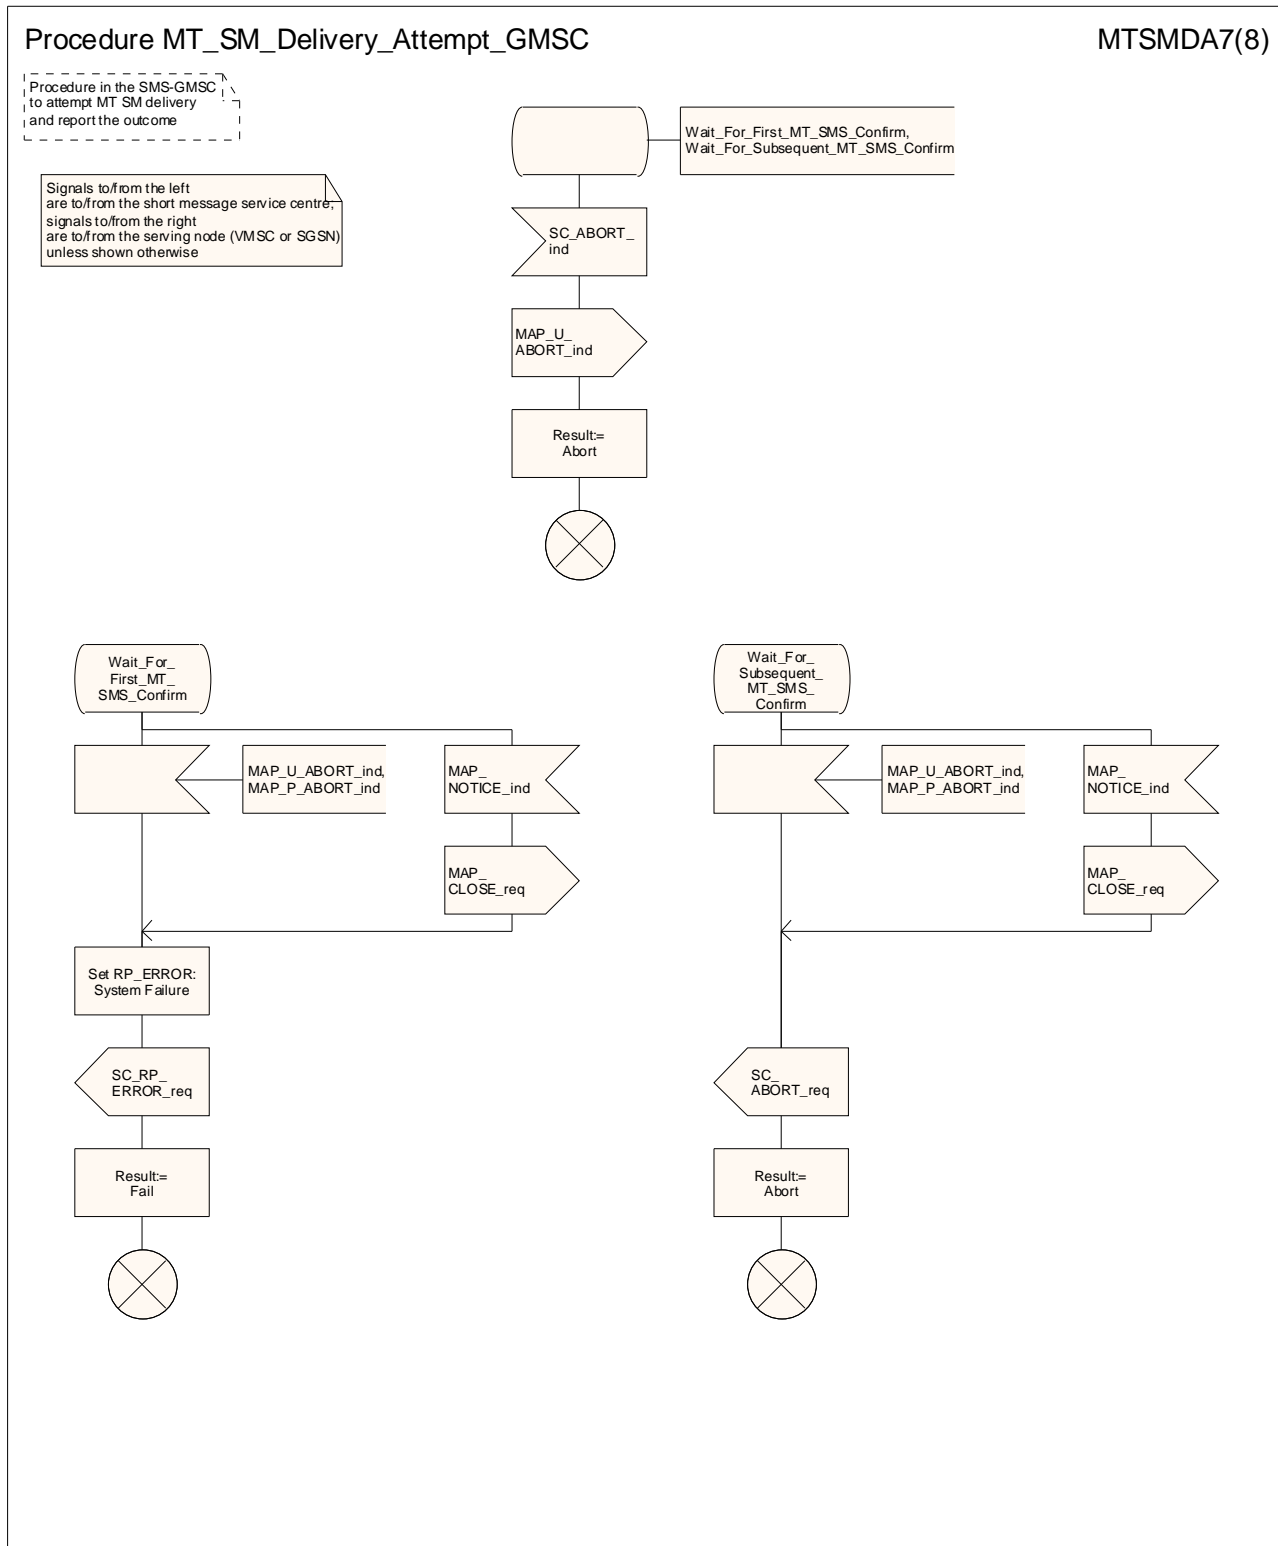 Procedure MT_SM_Delivery_Attempt_GMSC
MTSMDA7(8)
Procedure in the SMS-GMSC
to attempt MT SM delivery
and report the outcome
Signals to/from the left
are to/from the short message service centre;
signals to/from the right
are to/from the serving node (VMSC or SGSN)
unless shown otherwise
Wait_For_First_MT_SMS_Confirm,
Wait_For_Subsequent_MT_SMS_Confirm
SC_ABORT_
ind
MAP_U_
ABORT_ind
Result:=
Abort
Wait_For_
First_MT_
SMS_Confirm
MAP_U_ABORT_ind,
MAP_P_ABORT_ind
MAP_
NOTICE_ind
MAP_
CLOSE_req
Set RP_ERROR:
System Failure
SC_RP_
ERROR_req
Result:=
Fail
Wait_For_
Subsequent_
MT_SMS_
Confirm
MAP_U_ABORT_ind,
MAP_P_ABORT_ind
MAP_
NOTICE_ind
MAP_
CLOSE_req
SC_
ABORT_req
Result:=
Abort